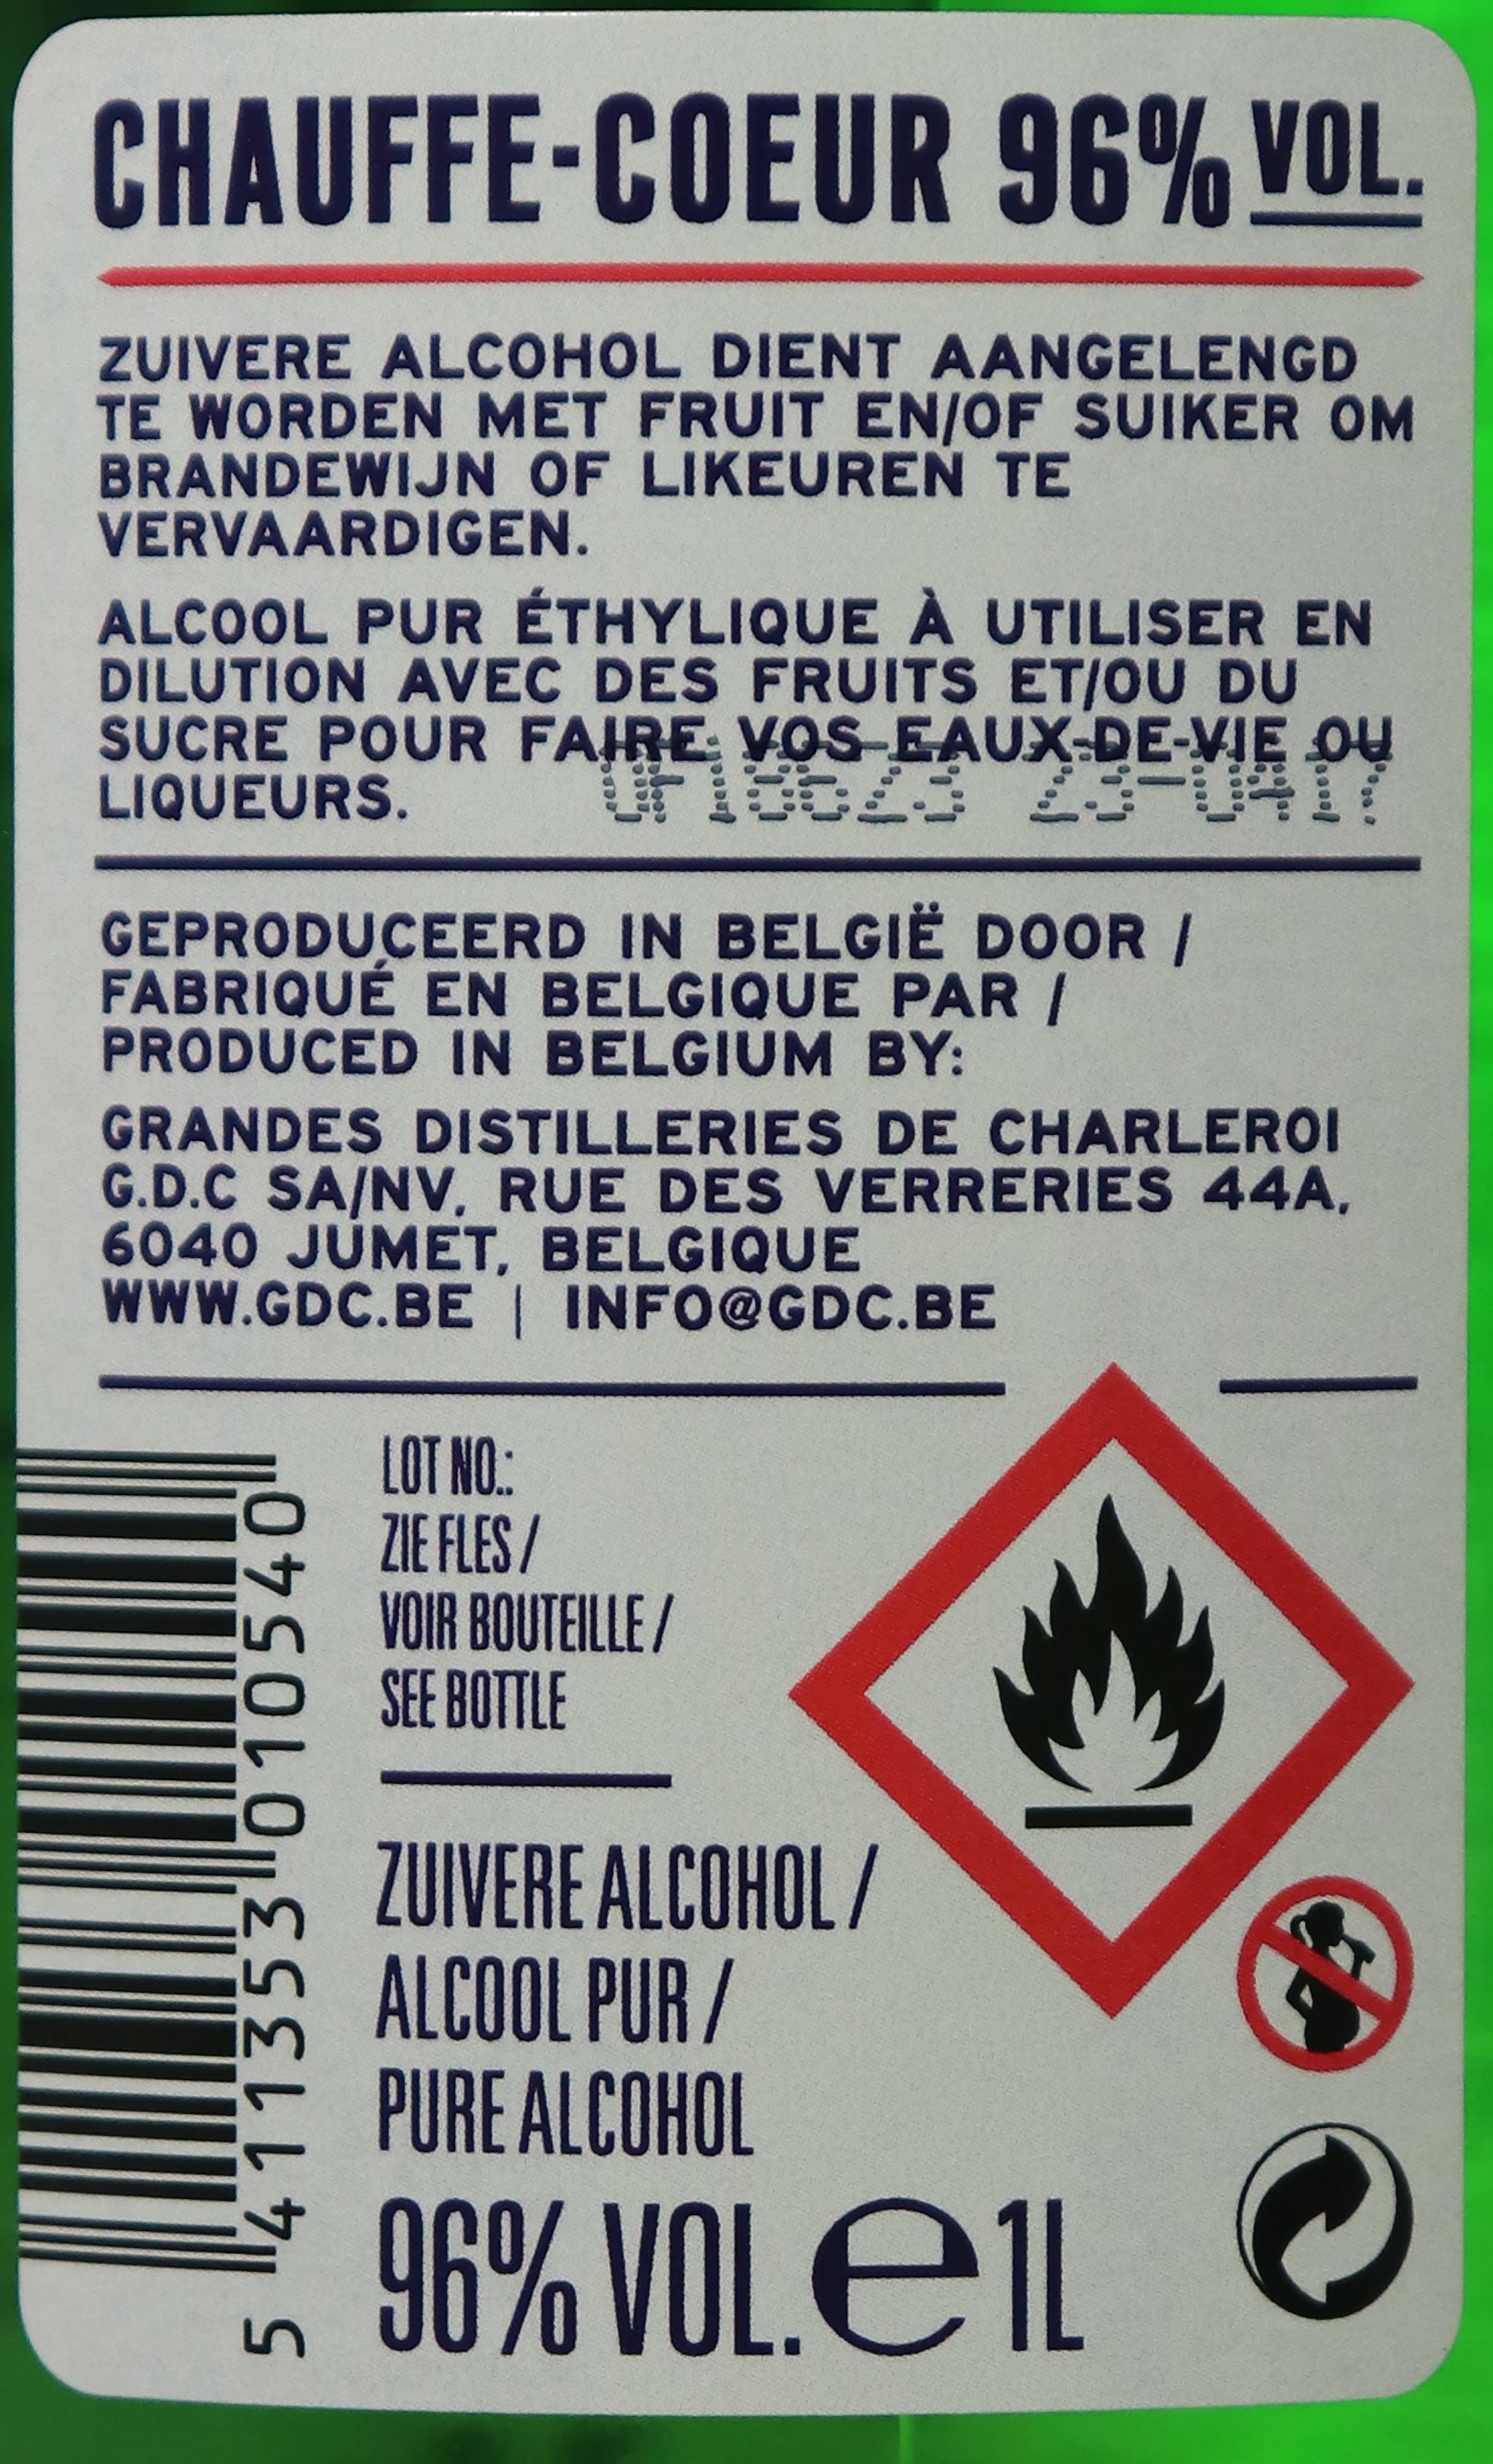 CHAUFFE-COEUR 96% VOL.
ZUIVERE ALCOHOL DIENT AANGELENGD
TE WORDEN MET FRUIT EN/OF SUIKER OM
BRANDEWIJN OF LIKEUREN TE
VERVAARDIGEN.
ALCOOL PUR ÉTHYLIQUE À UTILISER EN
DILUTION AVEC DES FRUITS ET/OU DU
SUCRE POUR FAIRE VOS EAUX-DE-VIE OU
LIQUEURS.
GEPRODUCEERD IN BELGIË DOOR /
FABRIQUÉ EN BELGIQUE PAR /
PRODUCED IN BELGIUM BY:
GRANDES DISTILLERIES DE CHARLEROI
G.D.C SA/NV, RUE DES VERRERIES 44A,
6040 JUMET, BELGIQUE
WWW.GDC.BE | INFO@GDC.BE
LOT NO.:
ZIE FLES /
VOIR BOUTEILLE /
SEE BOTTLE
ZUIVERE ALCOHOL /
ALCOOL PUR /
PURE ALCOHOL
96% VOL. e 1L
5 411353 010540